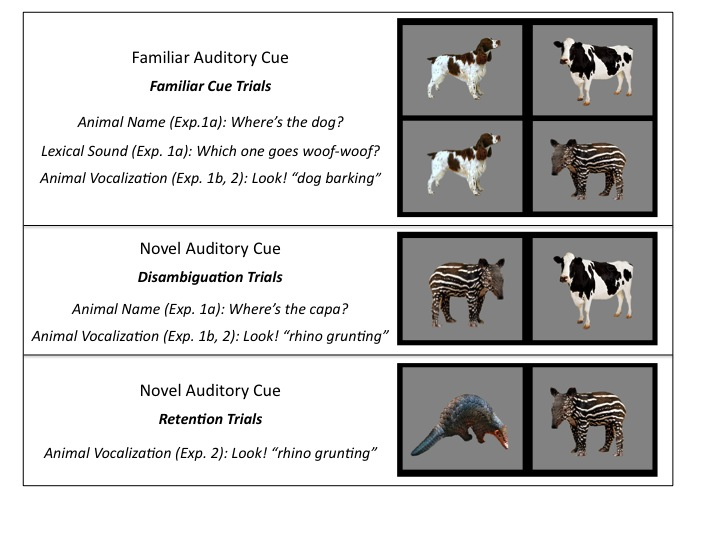 Familiar Auditory Cue
Familiar Cue Trials
Animal Name (Exp.1a): Where’s the dog?
Lexical Sound (Exp. 1a): Which one goes woof-woof?
Animal Vocalization (Exp. 1b, 2): Look! “dog barking”
Novel Auditory Cue
Disambiguation Trials
Animal Name (Exp. 1a): Where’s the capa?
Animal Vocalization (Exp. 1b, 2): Look! “rhino grunting”
Novel Auditory Cue
Retention Trials
Animal Vocalization (Exp. 2): Look! “rhino grunting”